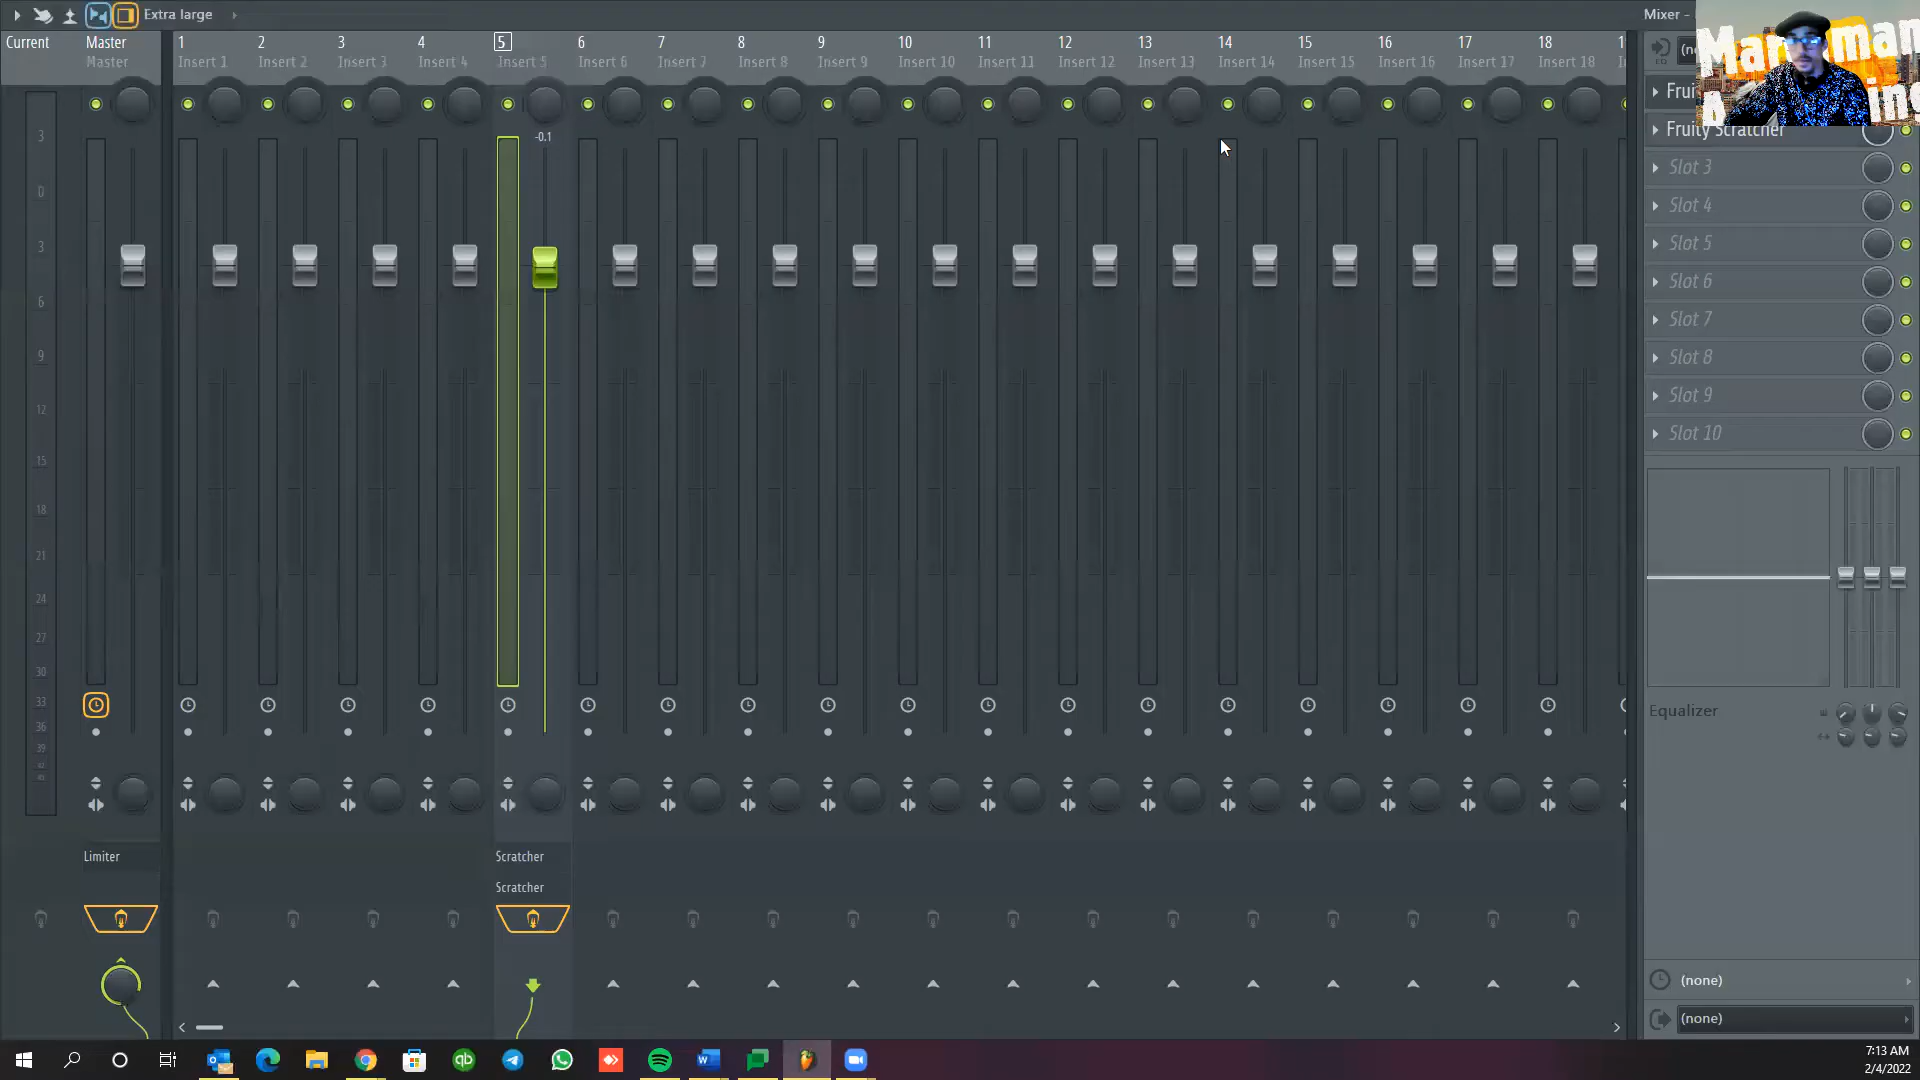 Extra large
Mixer -
Current
Master
Master
1 2 3 4 5 6 7 8 9 10 11 12 13 14 15 16 17 18
Insert 1 Insert 2 Insert 3 Insert 4 Insert 5 Insert 6 Insert 7 Insert 8 Insert 9 Insert 10 Insert 11 Insert 12 Insert 13 Insert 14 Insert 15 Insert 16 Insert 17 Insert 18
EQ
-0.1
3
0
3
6
9
12
15
18
21
24
27
30
33
36
39
Fruity Scratcher
Slot 3
Slot 4
Slot 5
Slot 6
Slot 7
Slot 8
Slot 9
Slot 10
Equalizer
Limiter
Scratcher
Scratcher
(none)
(none)
qb
7:13 AM
2/4/2022